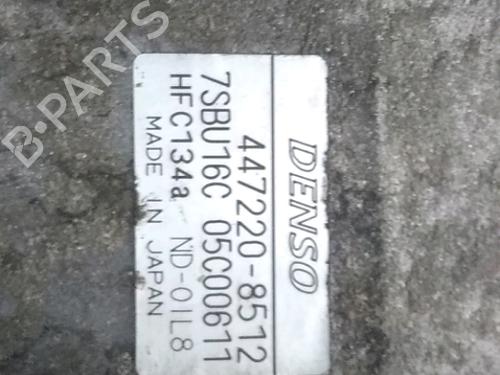 DENSO
447220-8512
7SBU16C 05C00611
HFC134a ND-OIL8
MADE IN JAPAN
B-PARTS